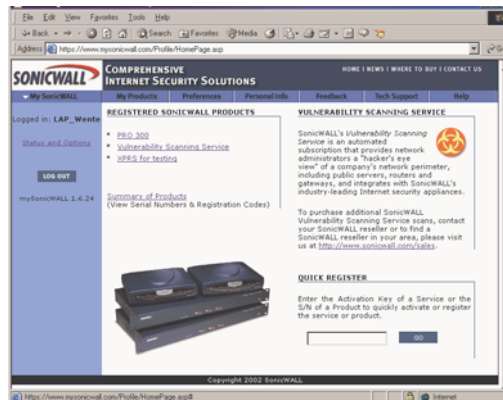 File Edit View Favorites Tools Help
Back Search Favorites Media
Address https://www.mysonicwall.com/Profile/HomePage.asp
SONICWALL
COMPREHENSIVE
INTERNET SECURITY SOLUTIONS
HOME | NEWS | WHERE TO BUY | CONTACT US
My SonicWALL My Products Preferences Personal Info Feedback Tech Support Help
Logged in: LAP_Wente
Status and Options
LOG OUT
mySonicWALL 1.6.24
REGISTERED SONICWALL PRODUCTS
PRO 300
Vulnerability Scanning Service
XPRS for testing
Summary of Products
(View Serial Numbers & Registration Codes)
VULNERABILITY SCANNING SERVICE
SonicWALL's Vulnerability Scanning
Service is an automated
subscription that provides network
administrators a "hacker's eye
view" of a company's network perimeter,
including public servers, routers and
gateways, and integrates with SonicWALL's
industry-leading Internet security appliances.
To purchase additional SonicWALL
Vulnerability Scanning Service scans, contact
your SonicWALL reseller or to find a
SonicWALL reseller in your area, please visit
us at http://www.sonicwall.com/sales.
QUICK REGISTER
Enter the Activation Key of a Service or the
S/N of a Product to quickly activate or register
the service or product.
GO
Copyright 2002 SonicWALL
https://www.mysonicwall.com/Profile/HomePage.asp#
Internet